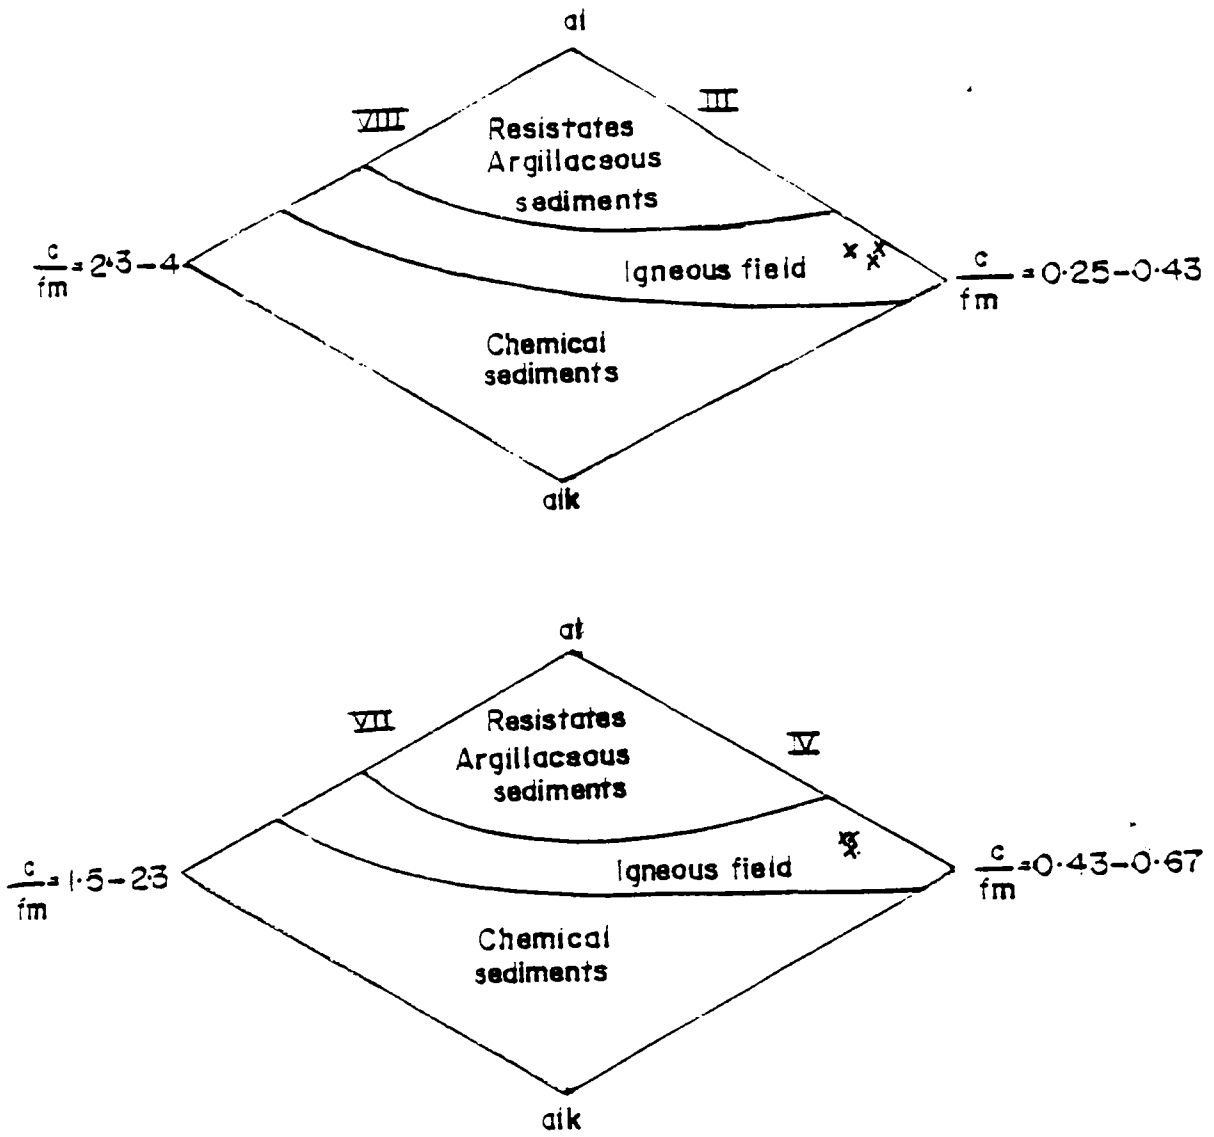 al
VIII
III
Resistates
Argillaceous
sediments
c/fm = 2·3-4
Igneous field
c/fm = 0·25-0·43
Chemical
sediments
alk
al
VII
IV
Resistates
Argillaceous
sediments
c/fm = 1·5-2·3
Igneous field
c/fm = 0·43-0·67
Chemical
sediments
alk